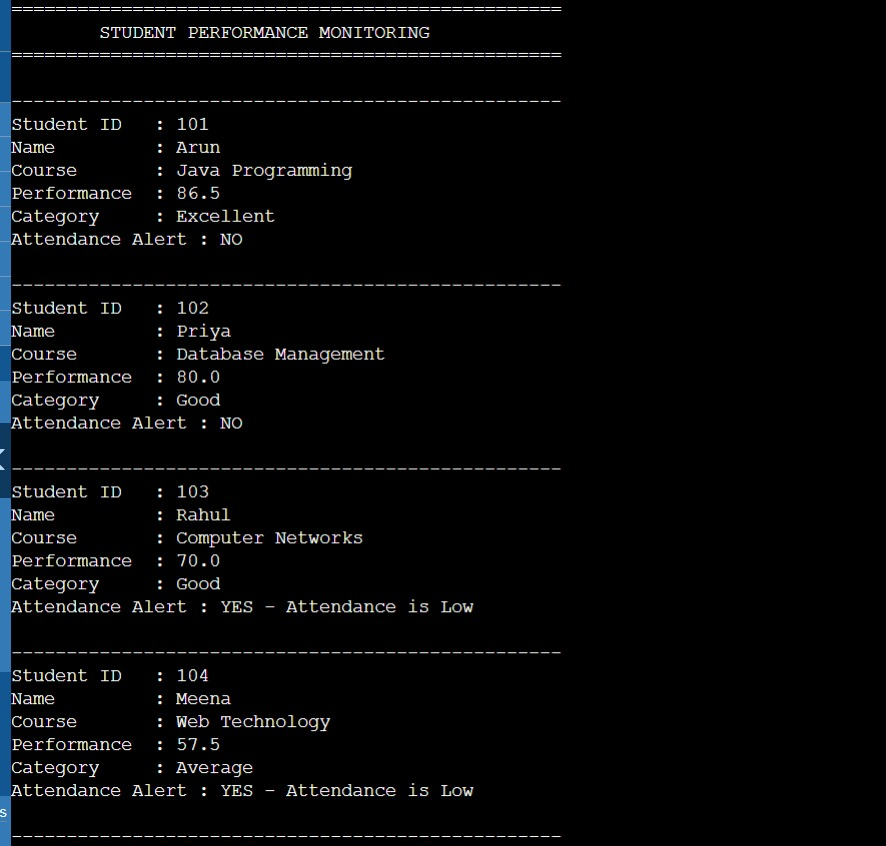 ==================================================
        STUDENT PERFORMANCE MONITORING
==================================================

--------------------------------------------------
Student ID   : 101
Name         : Arun
Course       : Java Programming
Performance  : 86.5
Category     : Excellent
Attendance Alert : NO

--------------------------------------------------
Student ID   : 102
Name         : Priya
Course       : Database Management
Performance  : 80.0
Category     : Good
Attendance Alert : NO

--------------------------------------------------
Student ID   : 103
Name         : Rahul
Course       : Computer Networks
Performance  : 70.0
Category     : Good
Attendance Alert : YES - Attendance is Low

--------------------------------------------------
Student ID   : 104
Name         : Meena
Course       : Web Technology
Performance  : 57.5
Category     : Average
Attendance Alert : YES - Attendance is Low
s
--------------------------------------------------